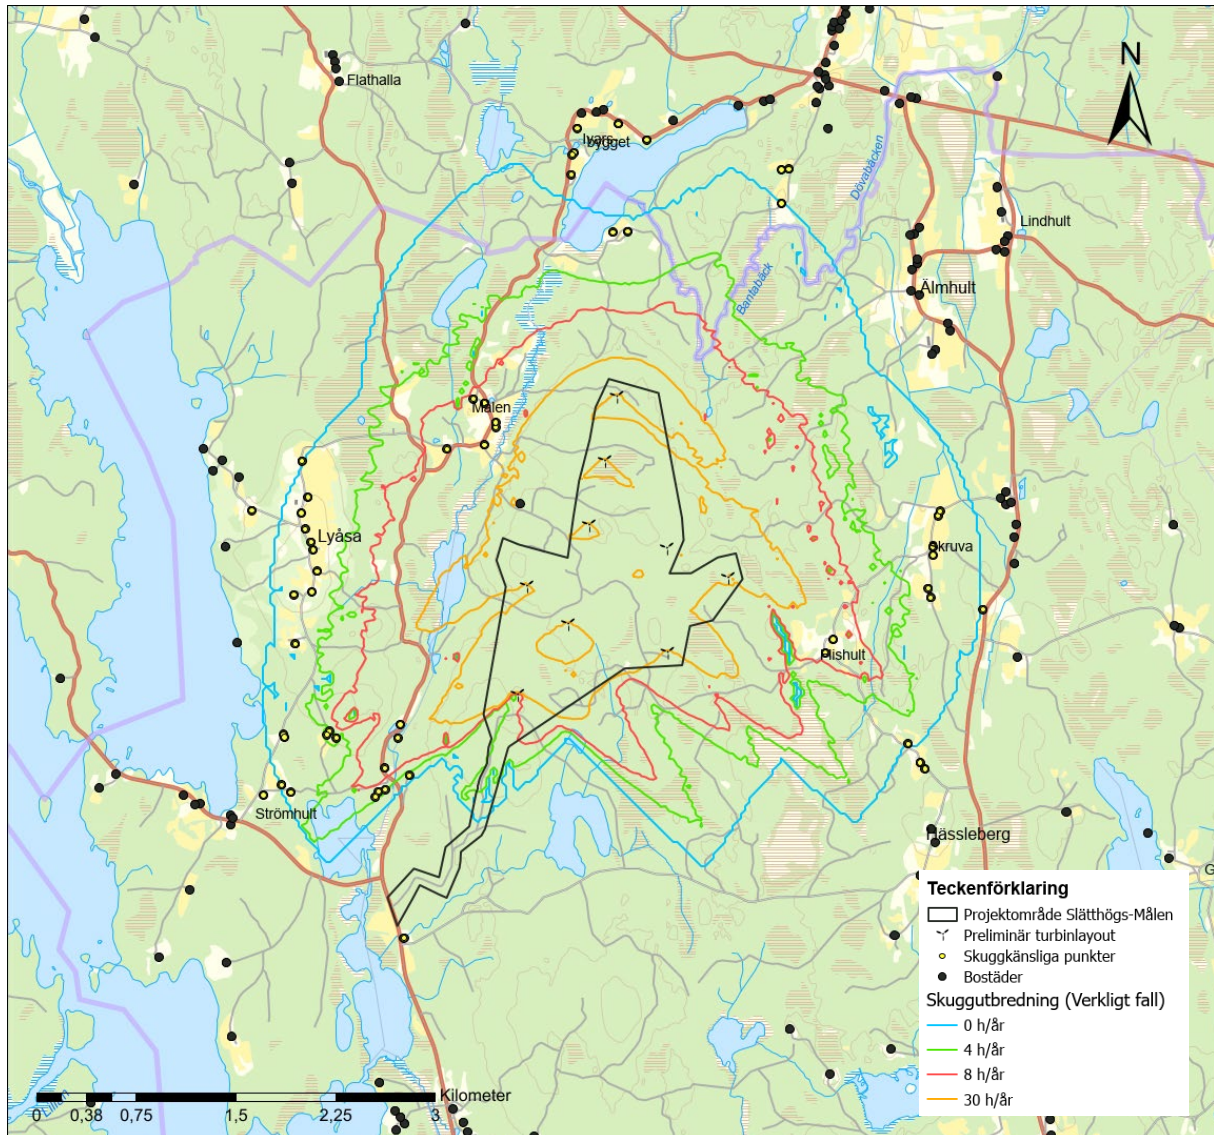 N
Flathalla
Ivars-
bygget
Dövabäcken
Lindhult
Bantabäck
Älmhult
Målen
Lyåsa
Skruva
Hishult
Strömhult
Hässleberg
G
Teckenförklaring
Projektområde Slätthögs-Målen
Preliminär turbinlayout
Skuggkänsliga punkter
Bostäder
Skuggutbredning (Verkligt fall)
0 h/år
4 h/år
8 h/år
30 h/år
Kilometer
0 0,38 0,75 1,5 2,25 3